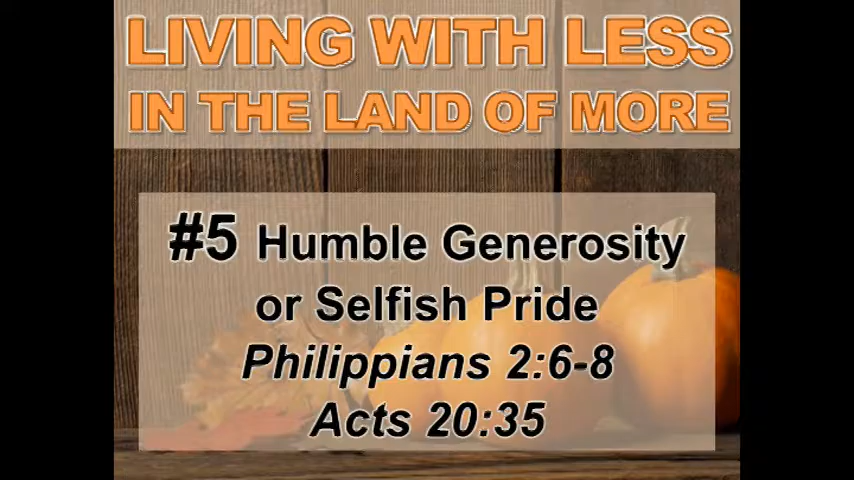 LIVING WITH LESS
IN THE LAND OF MORE
#5 Humble Generosity
or Selfish Pride
Philippians 2:6-8
Acts 20:35